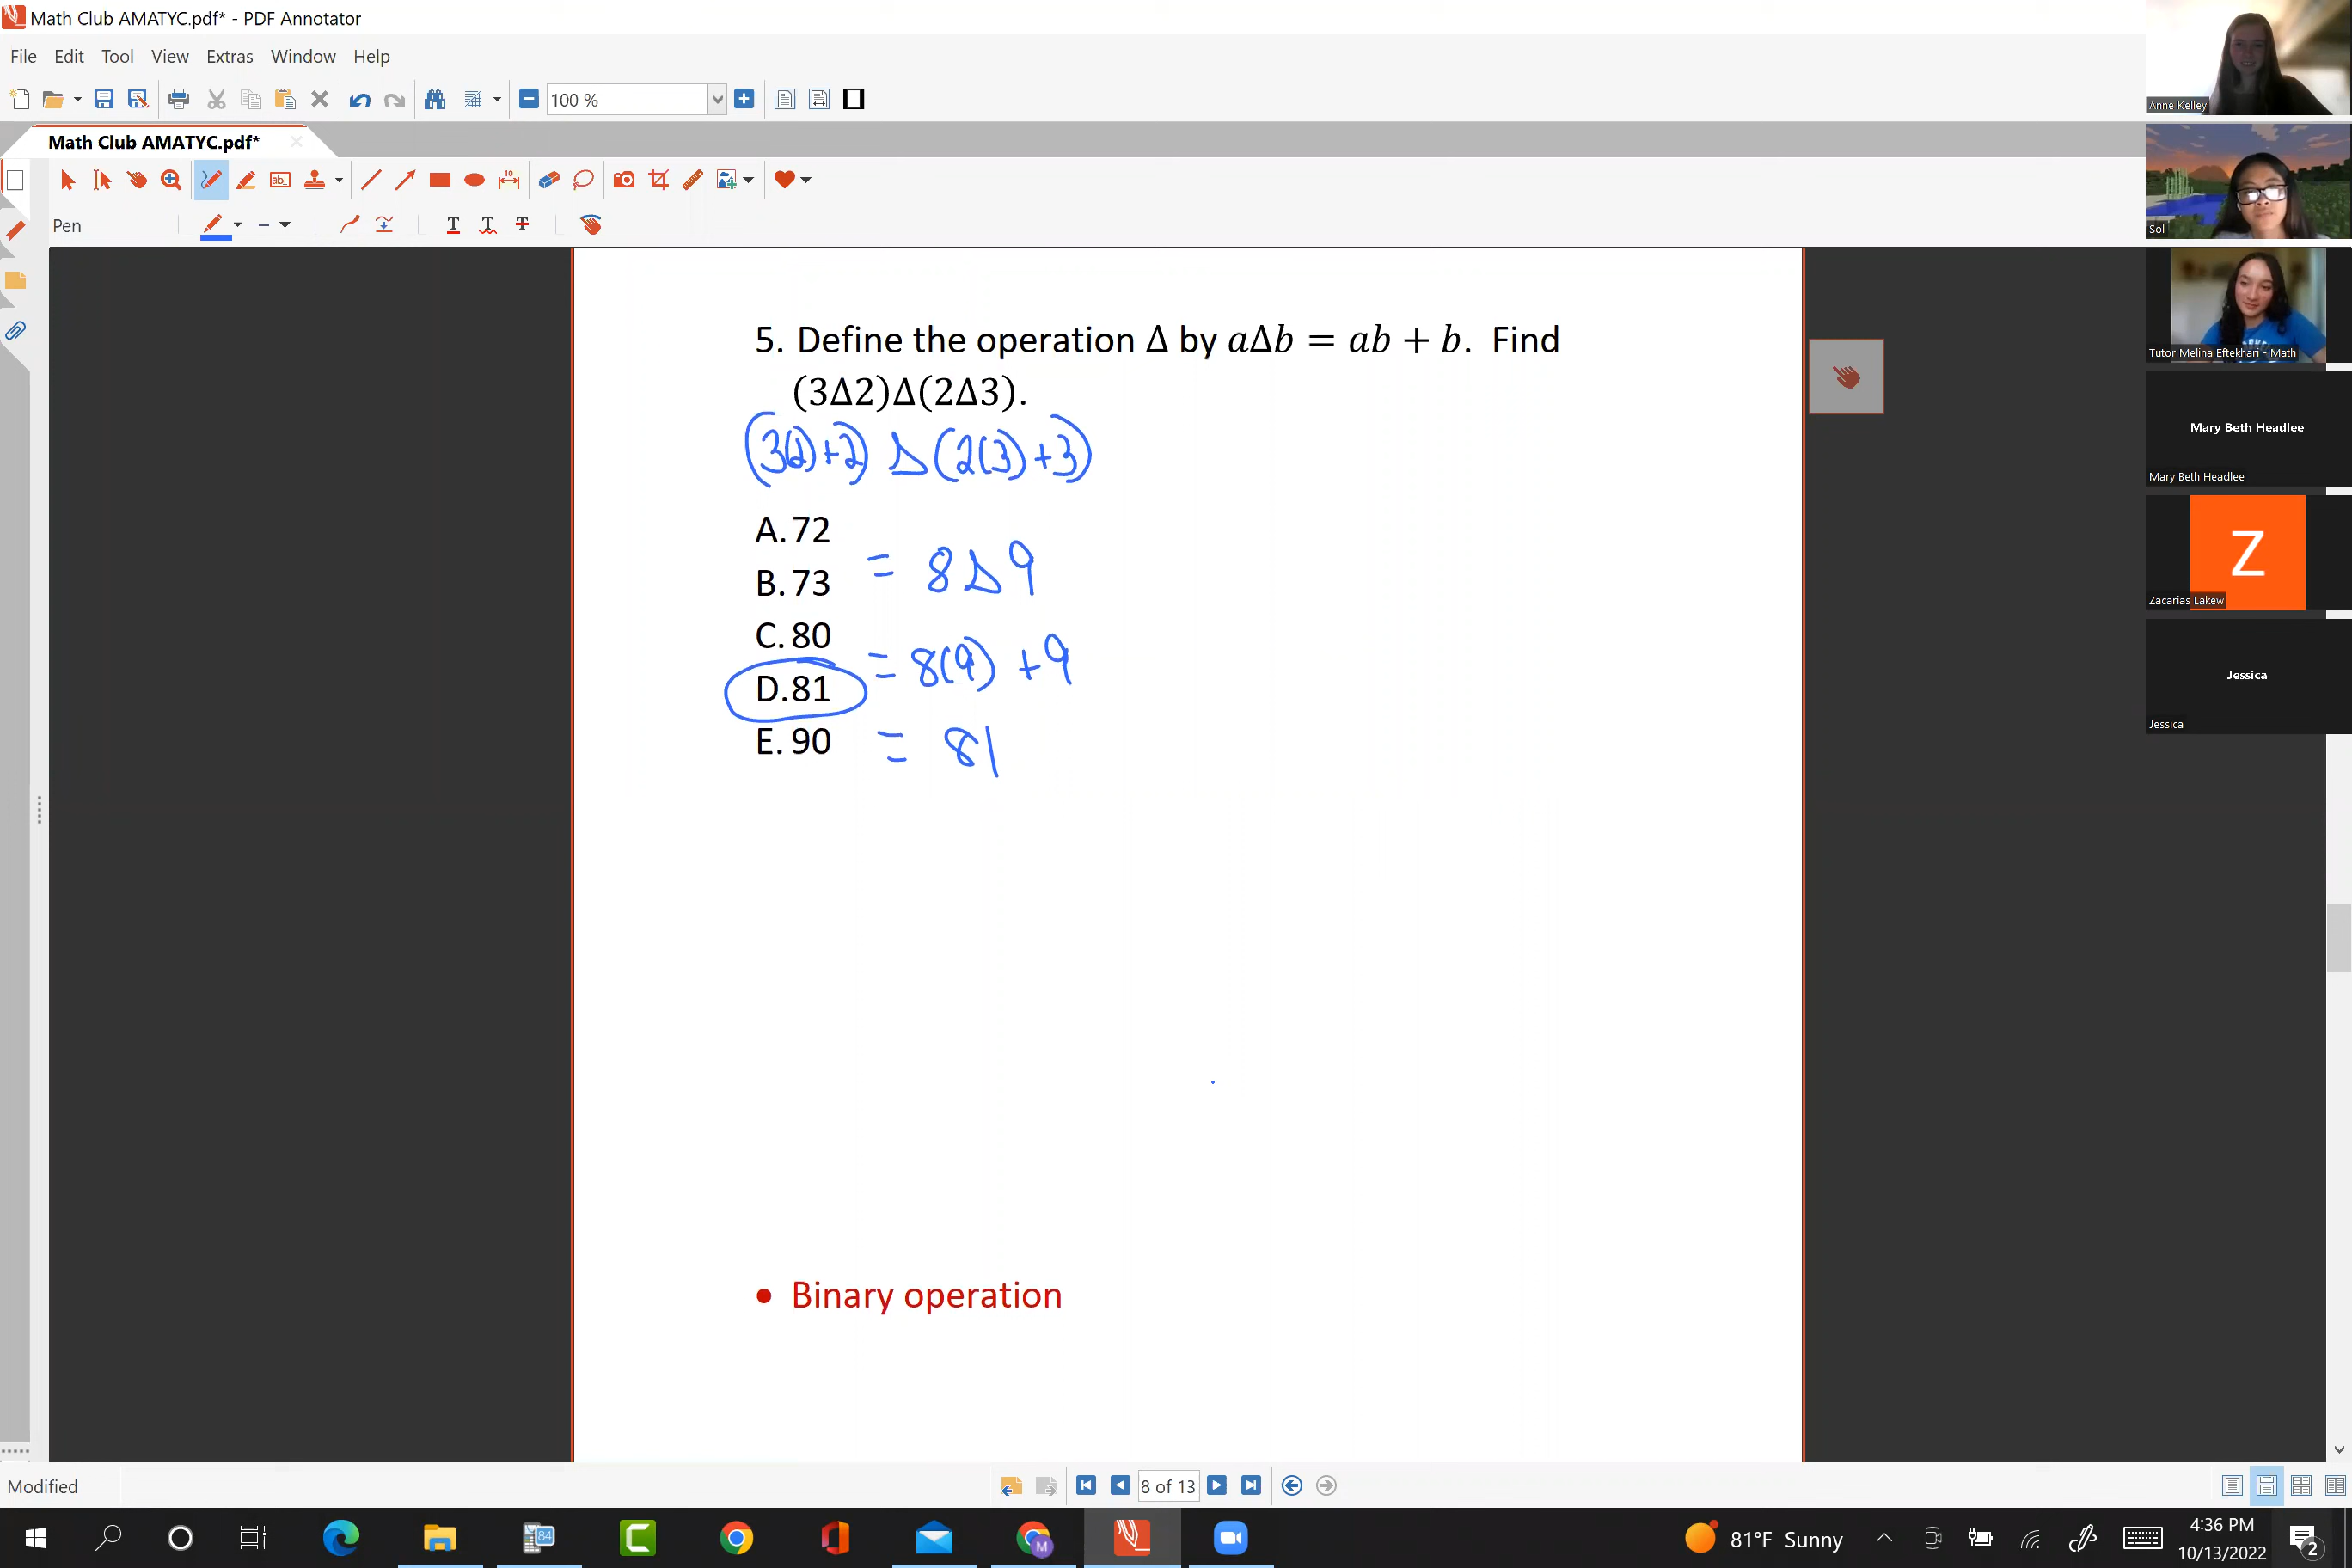 Math Club AMATYC.pdf* - PDF Annotator
File Edit Tool View Extras Window Help
100 %
Math Club AMATYC.pdf*
Pen
5. Define the operation Δ by aΔb = ab + b. Find
(3Δ2)Δ(2Δ3).
(3(2)+2) Δ (2(3)+3)
A. 72
B. 73
= 8Δ9
C. 80
= 8(9) +9
D. 81
E. 90
= 81
• Binary operation
Anne Kelley
Sol
Tutor Melina Eftekhari - Math
Mary Beth Headlee
Mary Beth Headlee
Z
Zacarias Lakew
Jessica
Jessica
Modified
8 of 13
84
M
81°F Sunny
4:36 PM
10/13/2022
2